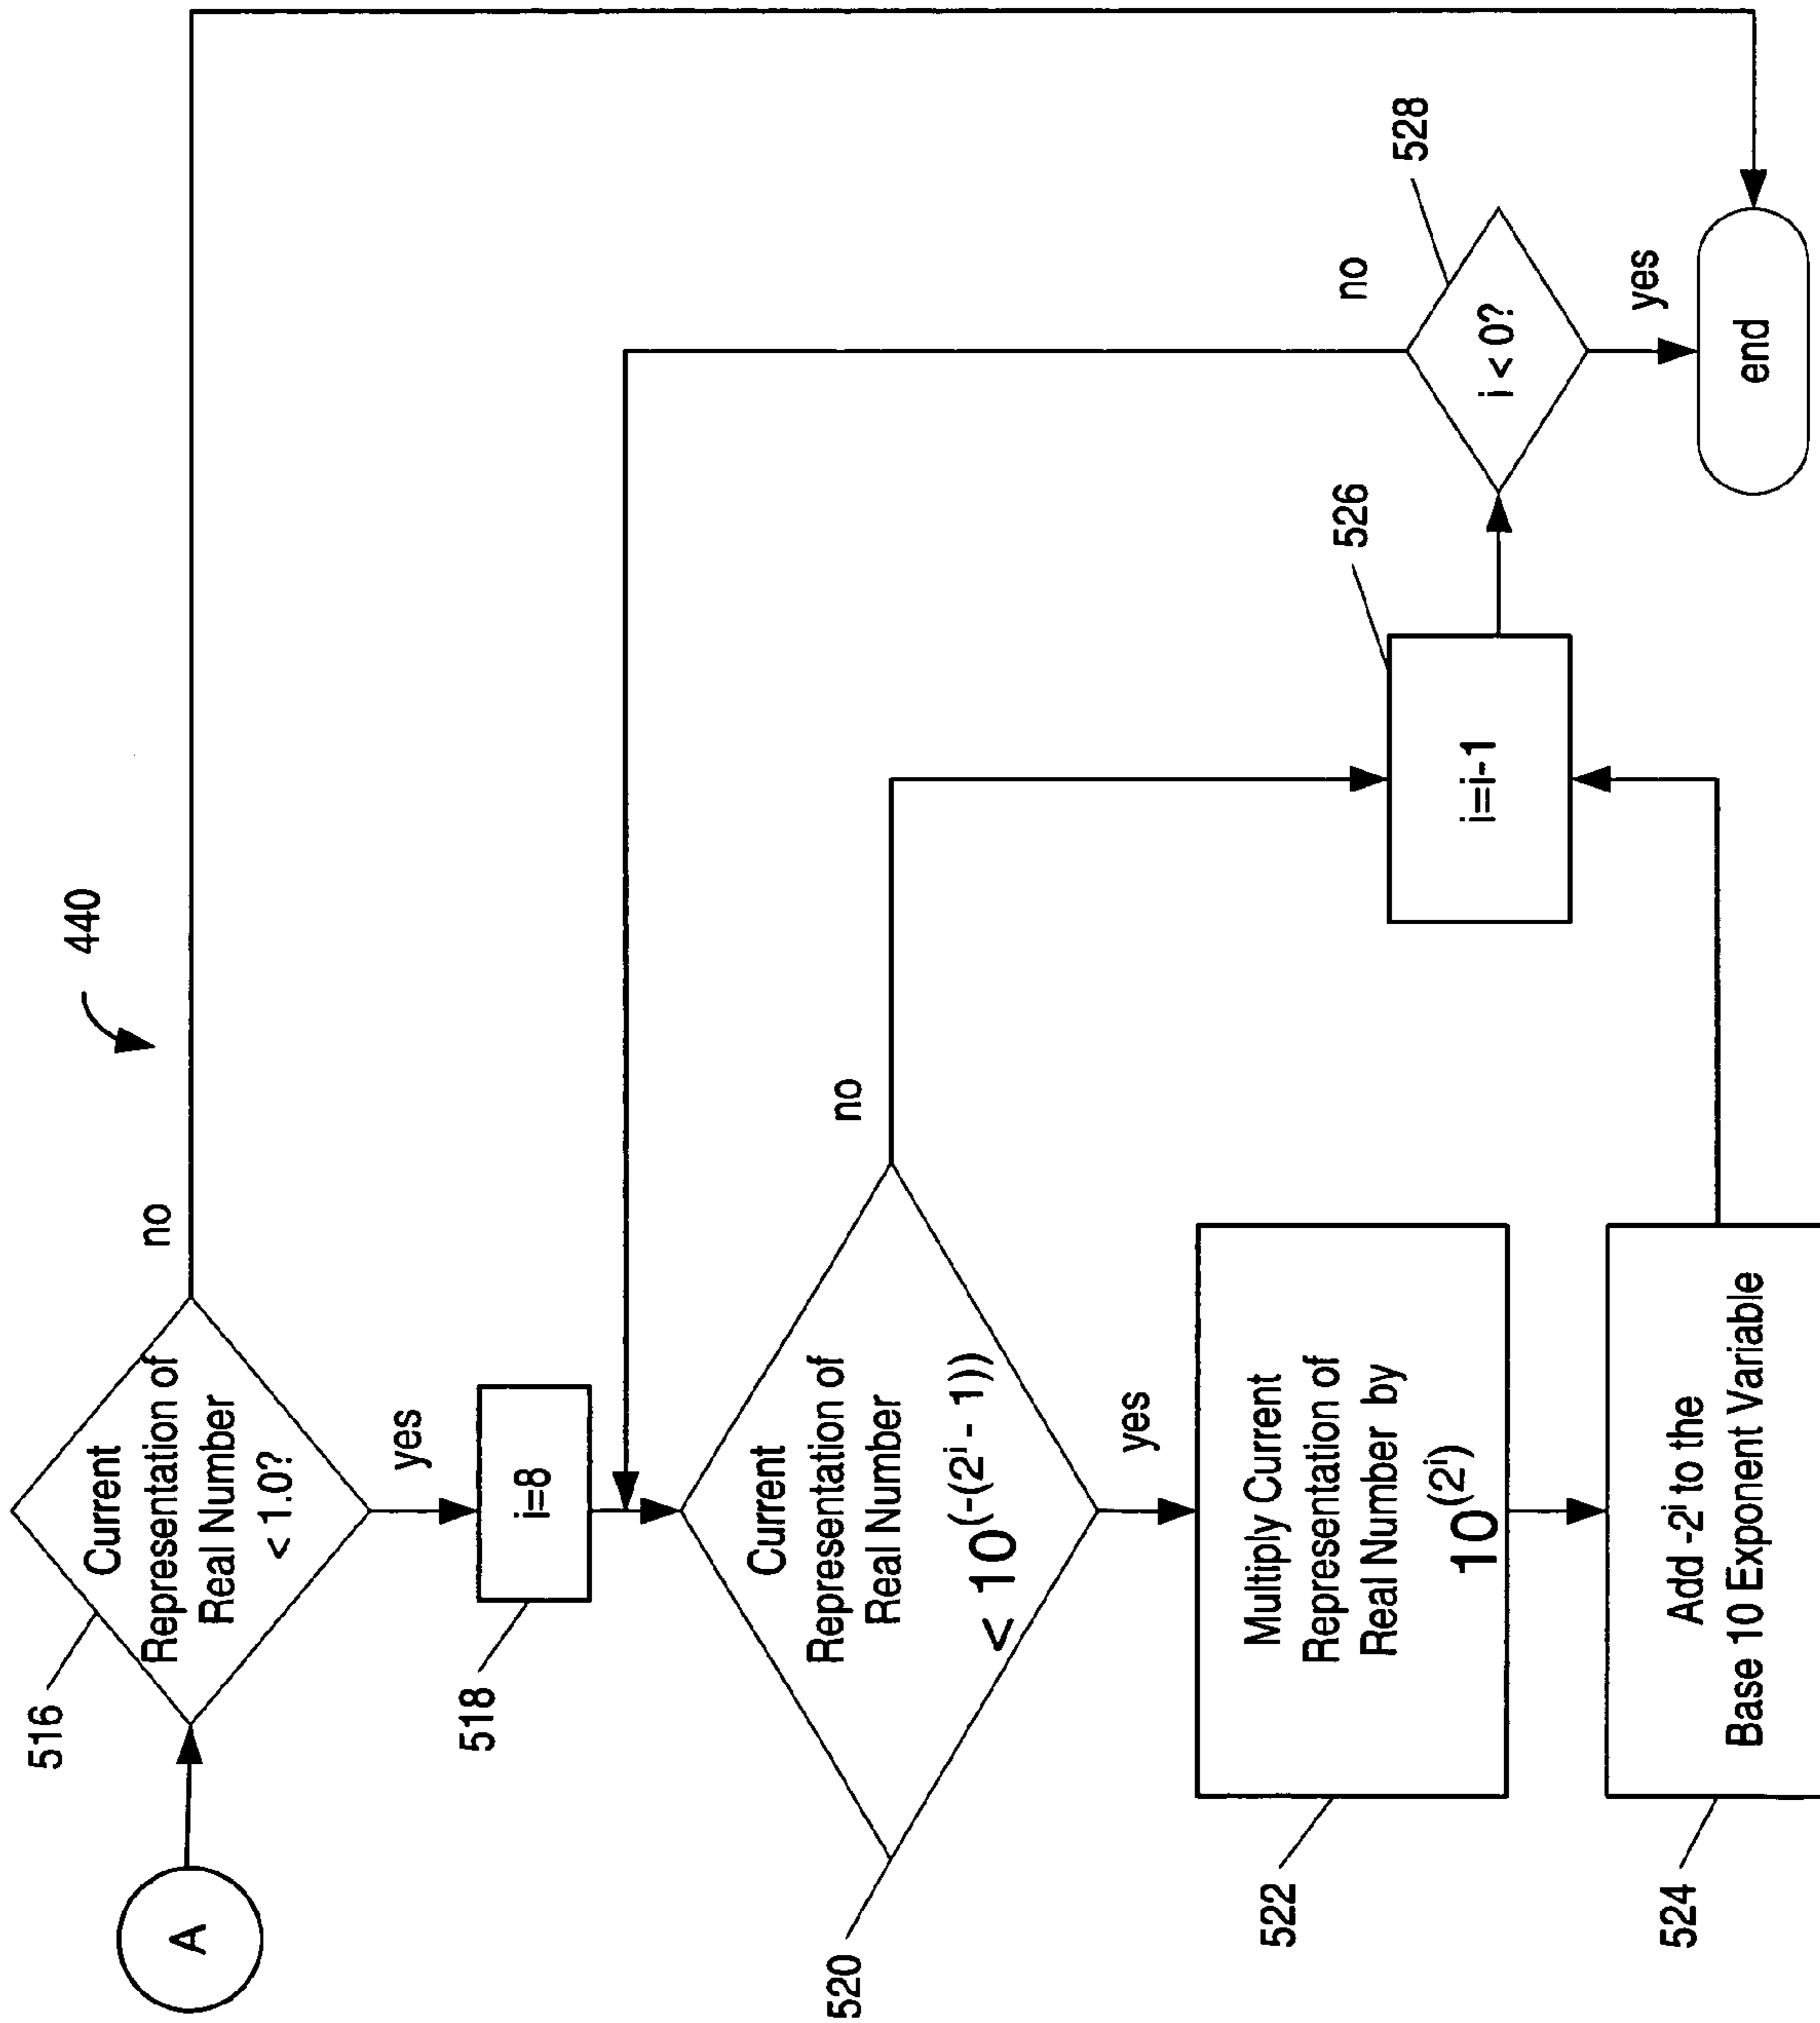 440
A
516
Current
Representation of
Real Number
< 1.0?
no
yes
518
i=8
520
Current
Representation of
Real Number
< 10^(-(2^i - 1))
no
yes
522
Multiply Current
Representation of
Real Number by
10^(2^i)
524
Add -2^i to the
Base 10 Exponent Variable
526
i=i-1
528
i < 0?
no
yes
end